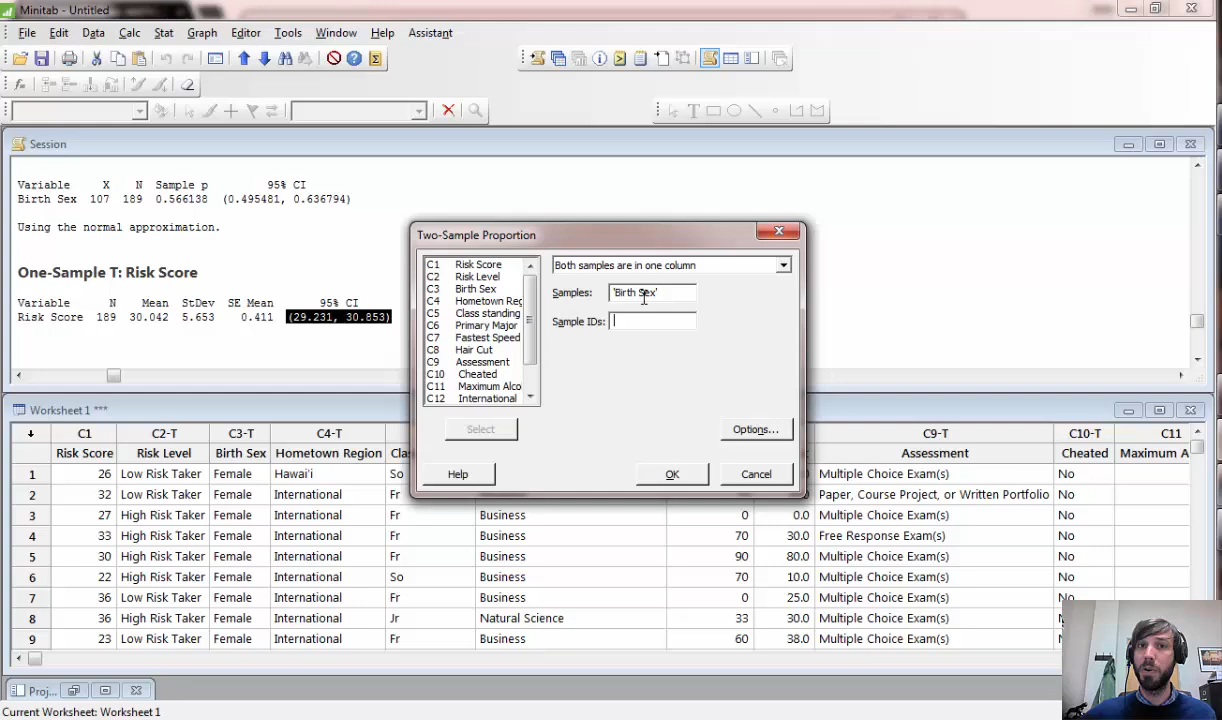 Minitab - Untitled
File Edit Data Calc Stat Graph Editor Tools Window Help Assistant
Session
Variable X N Sample p 95% CI
Birth Sex 107 189 0.566138 (0.495481, 0.636794)
Using the normal approximation.
One-Sample T: Risk Score
Variable N Mean StDev SE Mean 95% CI
Risk Score 189 30.042 5.653 0.411 (29.231, 30.853)
Two-Sample Proportion
C1 Risk Score
C2 Risk Level
C3 Birth Sex
C4 Hometown Reg
C5 Class standing
C6 Primary Major
C7 Fastest Speed
C8 Hair Cut
C9 Assessment
C10 Cheated
C11 Maximum Alco
C12 International
Both samples are in one column
Samples: 'Birth Sex'
Sample IDs:
Select
Options...
Help OK Cancel
Worksheet 1 ***
C1 C2-T C3-T C4-T C9-T C10-T C11
Risk Score Risk Level Birth Sex Hometown Region Cla Assessment Cheated Maximum A
1 26 Low Risk Taker Female Hawai'i So Multiple Choice Exam(s) No
2 32 Low Risk Taker Female International Fr Paper, Course Project, or Written Portfolio No
3 27 High Risk Taker Female International Fr Business 0 0.0 Multiple Choice Exam(s) No
4 33 High Risk Taker Female International Fr Business 70 30.0 Free Response Exam(s) No
5 30 High Risk Taker Female International Fr Business 90 80.0 Multiple Choice Exam(s) No
6 22 Low Risk Taker Female International So Business 70 10.0 Multiple Choice Exam(s) No
7 36 Low Risk Taker Female International Fr Business 0 25.0 Multiple Choice Exam(s) No
8 36 High Risk Taker Female International Jr Natural Science 33 30.0 Multiple Choice Exam(s)
9 23 Low Risk Taker Female International Fr Business 60 38.0 Multiple Choice Exam(s)
Proj...
Current Worksheet: Worksheet 1